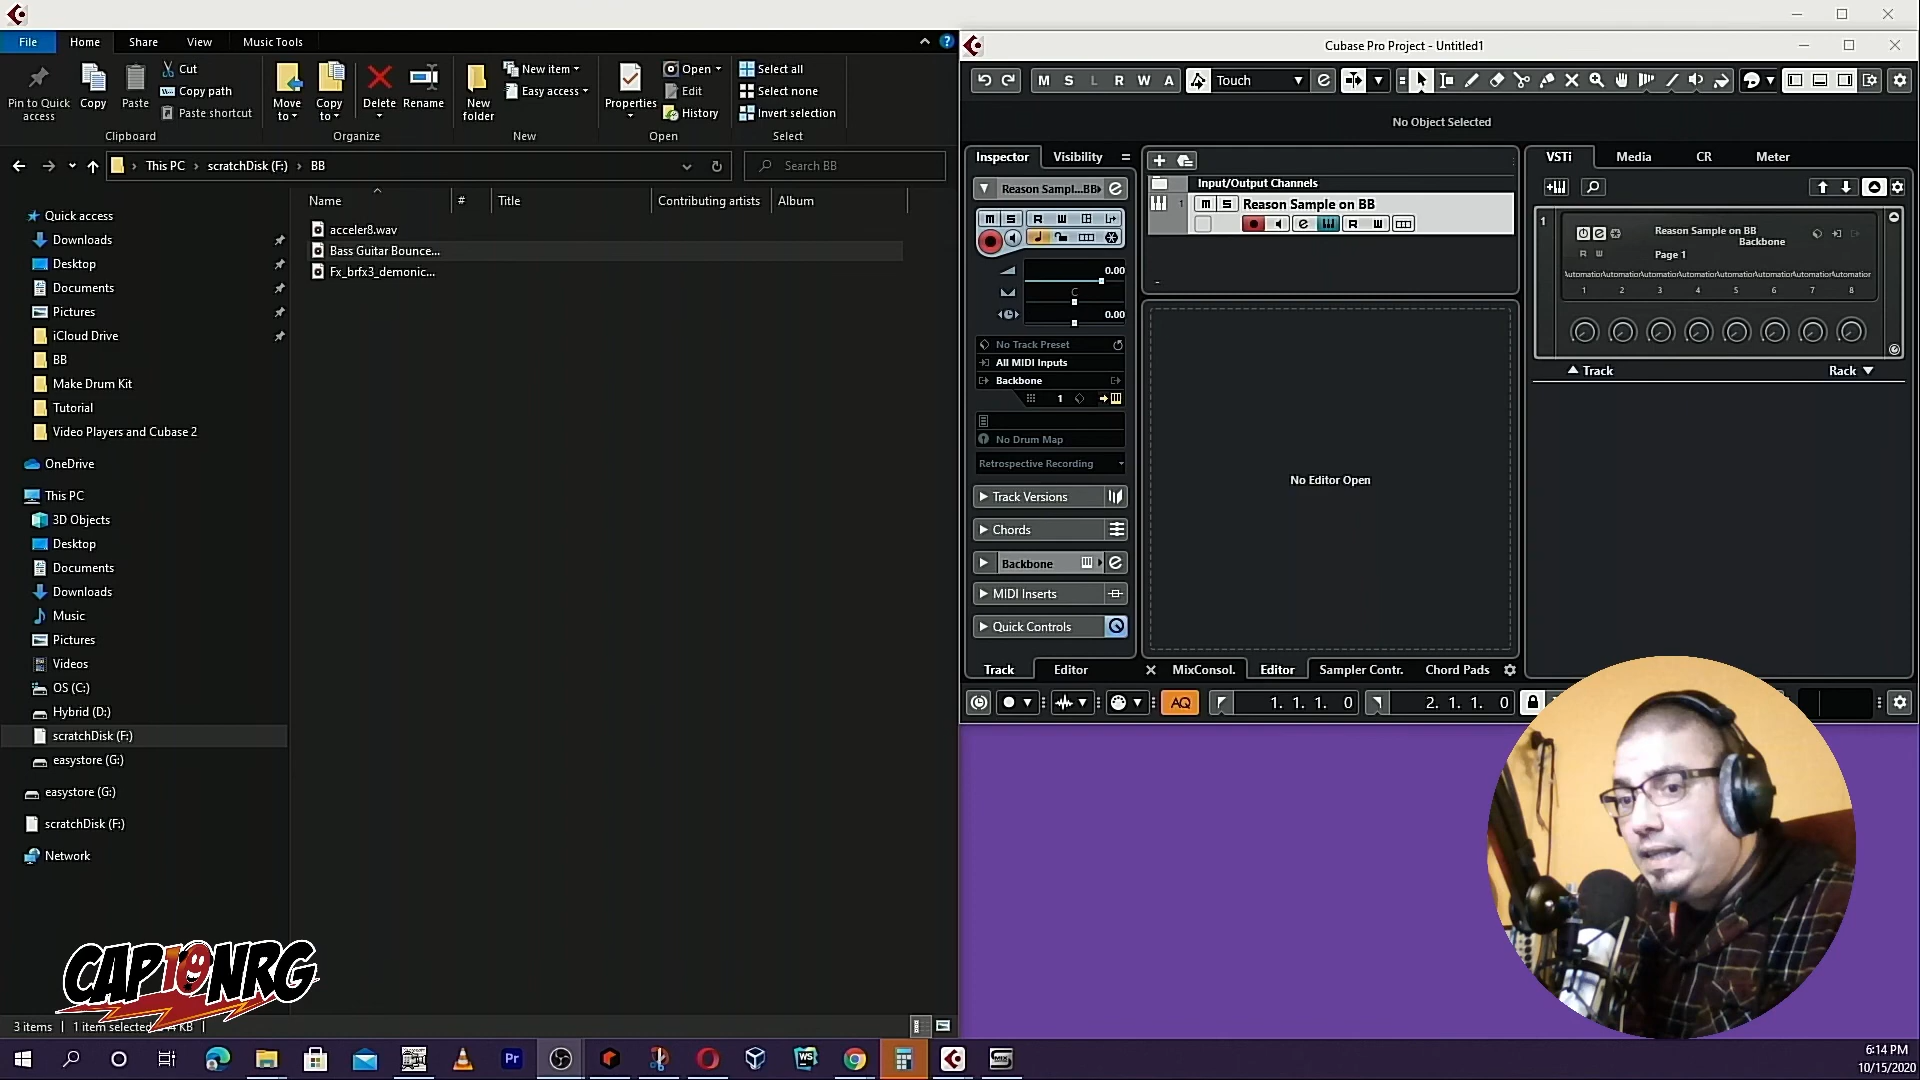 File
Home
Share
View
Music Tools
Pin to Quick access
Copy
Paste
Cut
Copy path
Paste shortcut
Clipboard
Move to
Copy to
Delete
Rename
Organize
New folder
New item
Easy access
New
Properties
Open
Edit
History
Open
Select all
Select none
Invert selection
Select
This PC
scratchDisk (F:)
BB
Search BB
Name
#
Title
Contributing artists
Album
acceler8.wav
Bass Guitar Bounce...
Fx_brfx3_demonic...
Quick access
Downloads
Desktop
Documents
Pictures
iCloud Drive
BB
Make Drum Kit
Tutorial
Video Players and Cubase 2
OneDrive
This PC
3D Objects
Desktop
Documents
Downloads
Music
Pictures
Videos
OS (C:)
Hybrid (D:)
scratchDisk (F:)
easystore (G:)
easystore (G:)
scratchDisk (F:)
Network
CAP10NRG
3 items
1 item selected
KB
Cubase Pro Project - Untitled1
M S L R W A
Touch
No Object Selected
Inspector
Visibility
Reason Sampl...BB
M S R W
0.00
C
0.00
No Track Preset
All MIDI Inputs
Backbone
1
No Drum Map
Retrospective Recording
Track Versions
Chords
Backbone
MIDI Inserts
Quick Controls
Track
Editor
Input/Output Channels
1
M S
Reason Sample on BB
R W
No Editor Open
MixConsol.
Editor
Sampler Contr.
Chord Pads
VSTi
Media
CR
Meter
1
Reason Sample on BB
Backbone
R W
Page 1
1 2 3 4 5 6 7 8
Track
Rack
AQ
1. 1. 1. 0
2. 1. 1. 0
Pr
WS
6:14 PM
10/15/2020